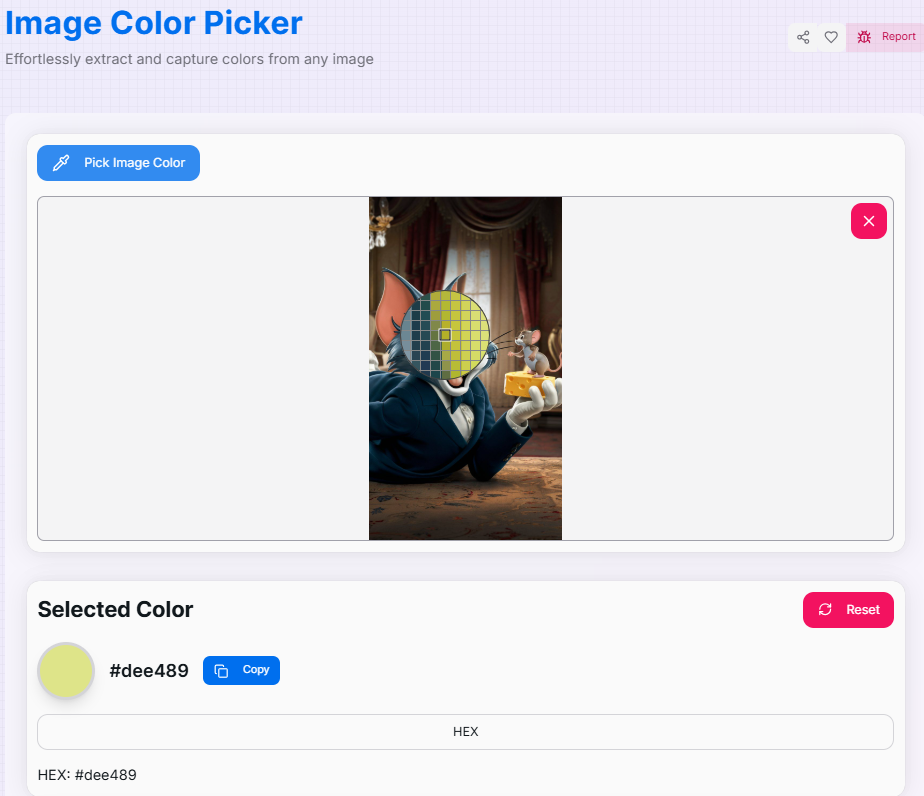 Image Color Picker
Effortlessly extract and capture colors from any image
Report
Pick Image Color
Selected Color
Reset
#dee489
Copy
HEX
HEX: #dee489